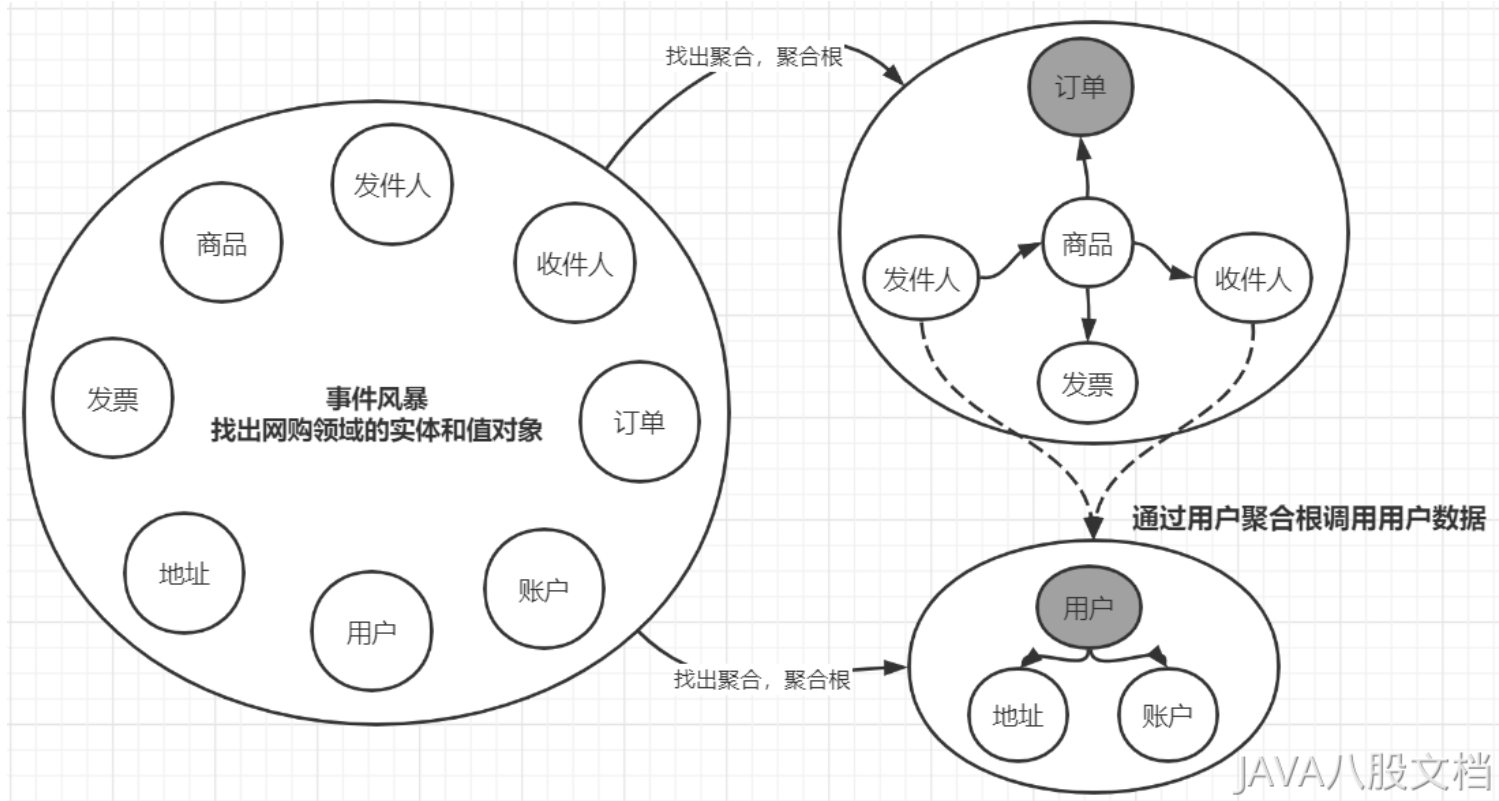 发件人
商品
收件人
发票
事件风暴
找出网购领域的实体和值对象
订单
地址
用户
账户
找出聚合，聚合根
订单
商品
发件人
收件人
发票
通过用户聚合根调用用户数据
找出聚合，聚合根
用户
地址
账户
JAVA八股文档